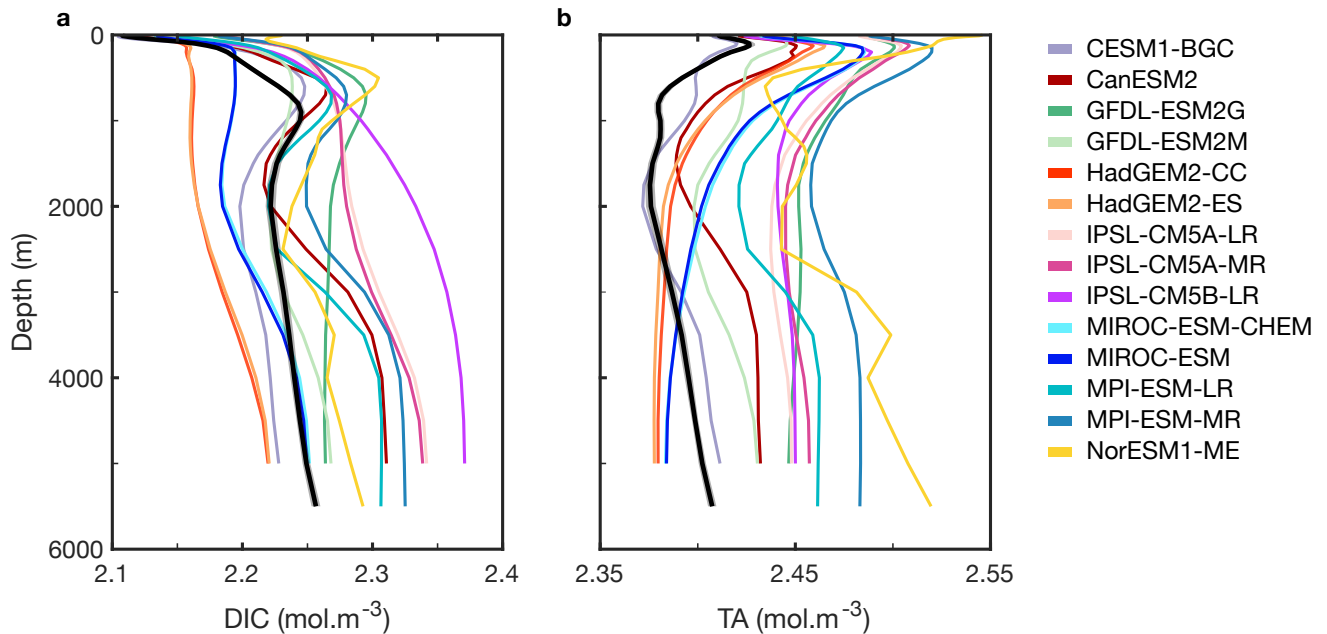 a
b
0
2000
4000
6000
Depth (m)
2.1
2.2
2.3
2.4
DIC (mol.m⁻³)
2.35
2.45
2.55
TA (mol.m⁻³)
CESM1-BGC
CanESM2
GFDL-ESM2G
GFDL-ESM2M
HadGEM2-CC
HadGEM2-ES
IPSL-CM5A-LR
IPSL-CM5A-MR
IPSL-CM5B-LR
MIROC-ESM-CHEM
MIROC-ESM
MPI-ESM-LR
MPI-ESM-MR
NorESM1-ME